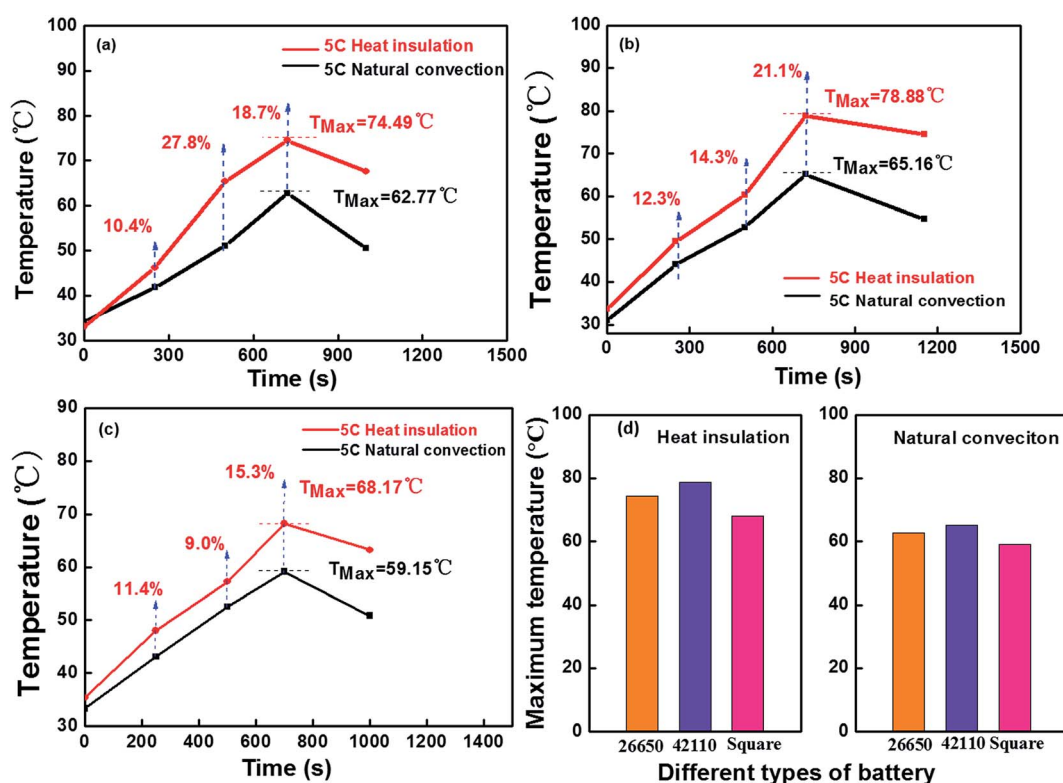 (a)
5C Heat insulation
5C Natural convection
10.4%
27.8%
18.7%
TMax=74.49℃
TMax=62.77℃
Temperature (℃)
100
90
80
70
60
50
40
30
0 300 600 900 1200 1500
Time (s)
(b)
21.1%
TMax=78.88℃
14.3%
TMax=65.16℃
12.3%
5C Heat insulation
5C Natural convection
Temperature (℃)
100
90
80
70
60
50
40
30
0 300 600 900 1200 1500
Time (s)
(c)
5C Heat insulation
5C Natural convection
15.3%
TMax=68.17℃
9.0%
TMax=59.15℃
11.4%
Temperature (℃)
90
80
70
60
50
40
30
0 200 400 600 800 1000 1200 1400
Time (s)
(d)
Heat insulation
Maximum temperature (°C)
100
80
60
40
20
0
26650 42110 Square
Natural conveciton
100
80
60
40
20
0
26650 42110 Square
Different types of battery